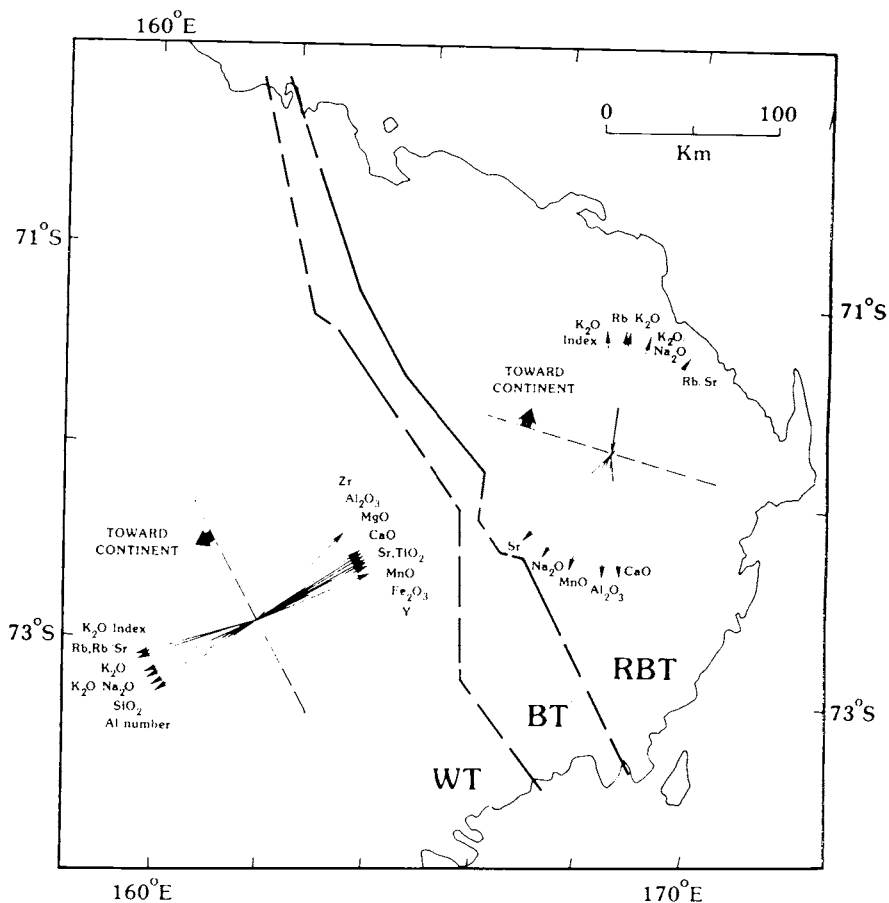 160°E
0 100
Km
71°S
71°S
K₂O Rb K₂O
Index K₂O
Na₂O
Rb Sr
TOWARD
CONTINENT
Zr
Al₂O₃
MgO
CaO
Sr,TiO₂
MnO
Fe₂O₃
Y
TOWARD
CONTINENT
Sr
Na₂O
MnO CaO
Al₂O₃
73°S
K₂O Index
Rb,Rb Sr
K₂O
K₂O Na₂O
SiO₂
Al number
RBT
BT
73°S
WT
160°E
170°E